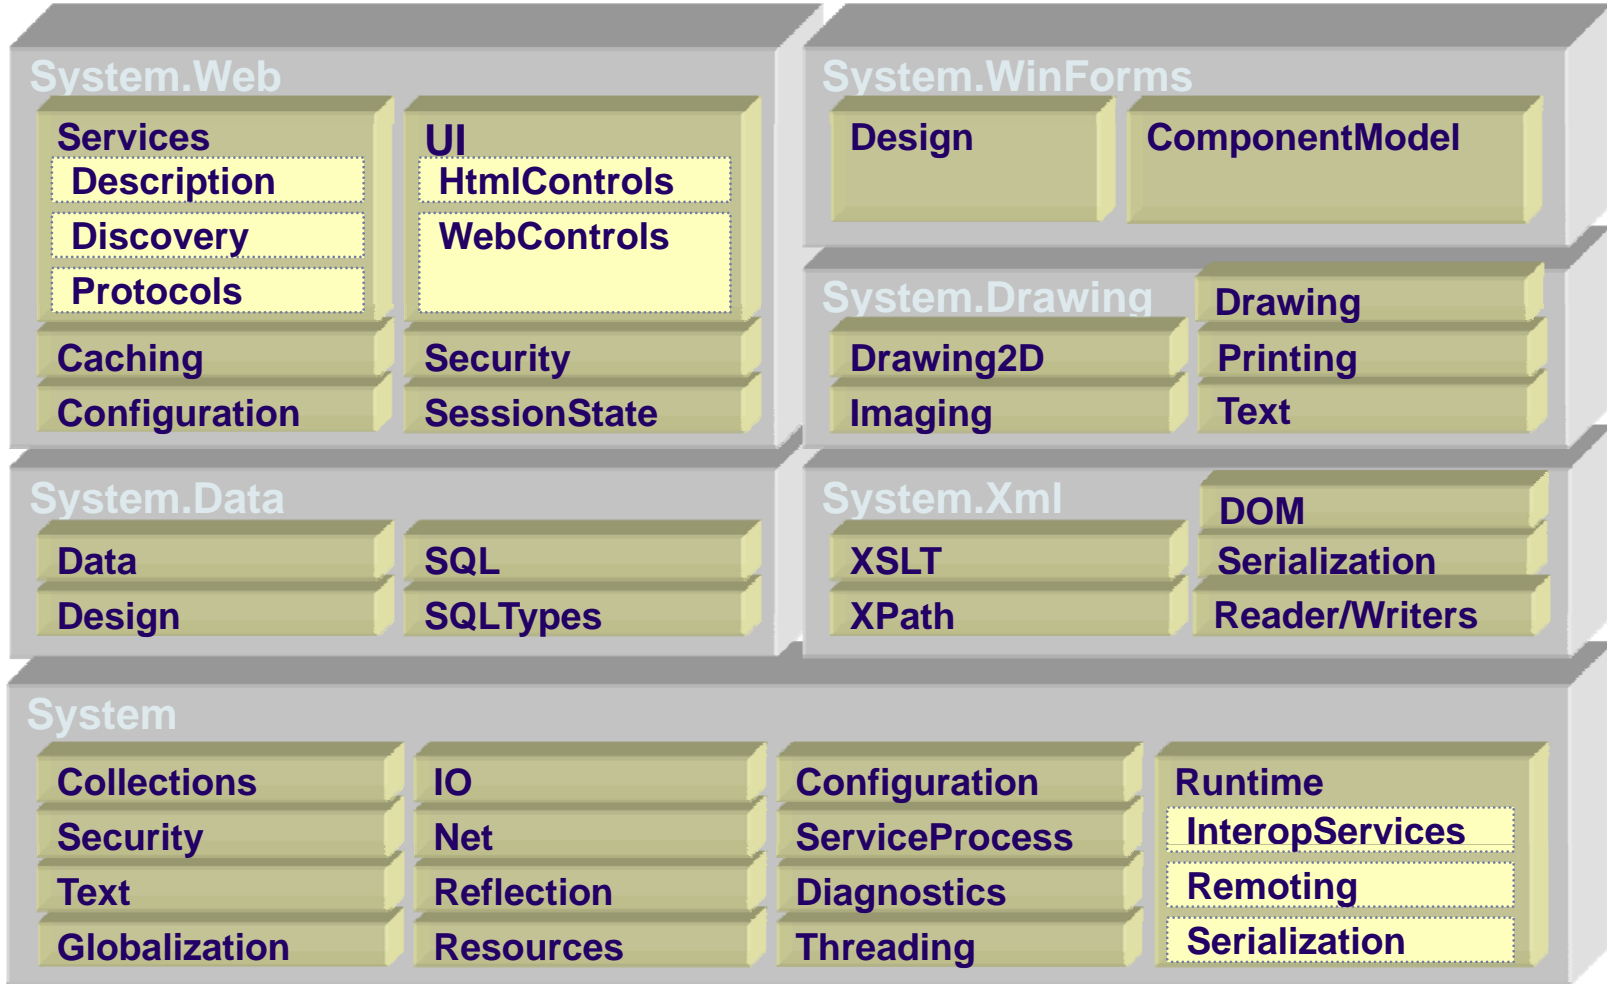 System.Web
Services
Description
Discovery
Protocols
Caching
Configuration
UI
HtmlControls
WebControls
Security
SessionState
System.WinForms
Design
ComponentModel
System.Drawing
Drawing2D
Imaging
Drawing
Printing
Text
System.Data
Data
Design
SQL
SQLTypes
System.Xml
XSLT
XPath
DOM
Serialization
Reader/Writers
System
Collections
Security
Text
Globalization
IO
Net
Reflection
Resources
Configuration
ServiceProcess
Diagnostics
Threading
Runtime
InteropServices
Remoting
Serialization